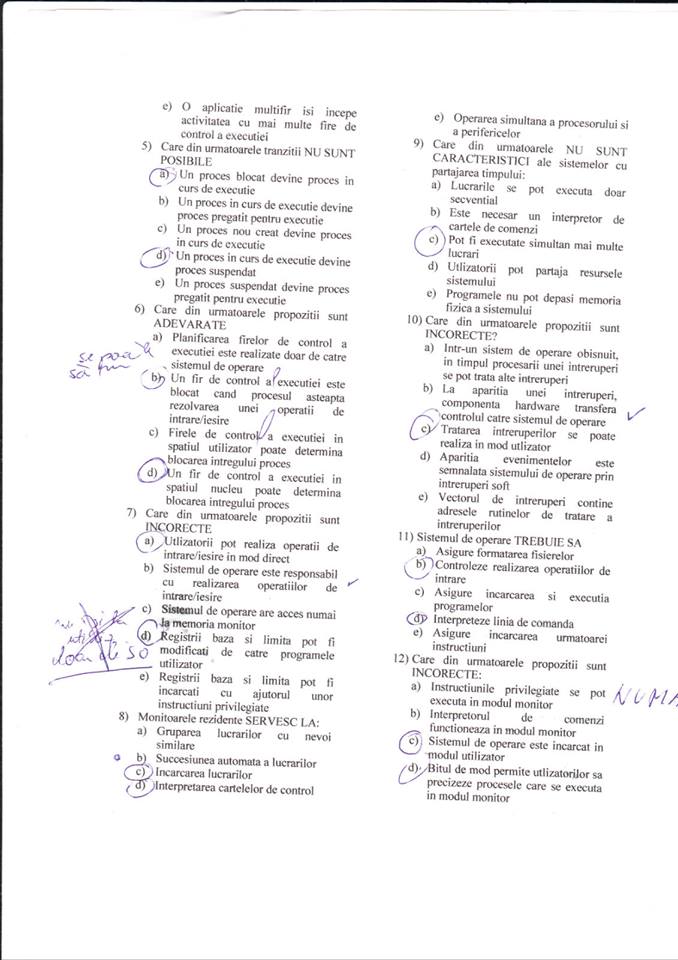 e) O aplicatie multifir isi incepe
activitatea cu mai multe fire de
control a executiei
5) Care din urmatoarele tranzitii NU SUNT
POSIBILE
a) Un proces blocat devine proces in
curs de executie
b) Un proces in curs de executie devine
proces pregatit pentru executie
c) Un proces nou creat devine proces
in curs de executie
d) Un proces in curs de executie devine
proces suspendat
e) Un proces suspendat devine proces
pregatit pentru executie
6) Care din urmatoarele propozitii sunt
ADEVARATE
a) Planificarea firelor de control a
executiei este realizate doar de catre
sistemul de operare
se poate
b) Un fir de control a executiei este
blocat cand procesul asteapta
rezolvarea unei operatii de
intrare/iesire
c) Firele de control a executiei in
spatiul utilizator poate determina
blocarea intregului proces
d) Un fir de control a executiei in
spatiul nucleu poate determina
blocarea intregului proces
7) Care din urmatoarele propozitii sunt
INCORECTE
a) Utlizatorii pot realiza operatii de
intrare/iesire in mod direct
b) Sistemul de operare este responsabil
cu realizarea operatiilor de
intrare/iesire
c) Sistemul de operare are acces numai
la memoria monitor
d) Registrii baza si limita pot fi
modificati de catre programele
utilizator
doar de SO
e) Registrii baza si limita pot fi
incarcati cu ajutorul unor
instructiuni privilegiate
8) Monitoarele rezidente SERVESC LA:
a) Gruparea lucrarilor cu nevoi
similare
b) Succesiunea automata a lucrarilor
c) Incarcarea lucrarilor
d) Interpretarea cartelelor de control
e) Operarea simultana a procesorului si
a perifericelor
9) Care din urmatoarele NU SUNT
CARACTERISTICI ale sistemelor cu
partajarea timpului:
a) Lucrarile se pot executa doar
secvential
b) Este necesar un interpretor de
cartele de comenzi
c) Pot fi executate simultan mai multe
lucrari
d) Utlizatorii pot partaja resursele
sistemului
e) Programele nu pot depasi memoria
fizica a sistemului
10) Care din urmatoarele propozitii sunt
INCORECTE?
a) Intr-un sistem de operare obisnuit,
in timpul procesarii unei intreruperi
se pot trata alte intreruperi
b) La aparitia unei intreruperi,
componenta hardware transfera
controlul catre sistemul de operare
c) Tratarea intreruperilor se poate
realiza in mod utlizator
d) Aparitia evenimentelor este
semnalata sistemului de operare prin
intreruperi soft
e) Vectorul de intreruperi contine
adresele rutinelor de tratare a
intreruperilor
11) Sistemul de operare TREBUIE SA
a) Asigure formatarea fisierelor
b) Controleze realizarea operatiilor de
intrare
c) Asigure incarcarea si executia
programelor
d) Interpreteze linia de comanda
e) Asigure incarcarea urmatoarei
instructiuni
12) Care din urmatoarele propozitii sunt
INCORECTE:
a) Instructiunile privilegiate se pot
executa in modul monitor
b) Interpretorul de comenzi
functioneaza in modul monitor
c) Sistemul de operare este incarcat in
modul utilizator
d) Bitul de mod permite utlizatorilor sa
precizeze procesele care se executa
in modul monitor